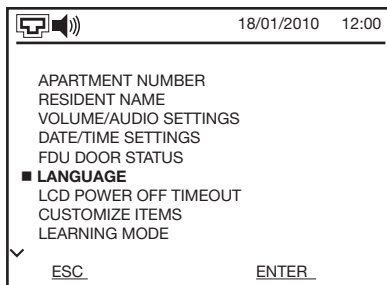 18/01/2010 12:00
APARTMENT NUMBER
RESIDENT NAME
VOLUME/AUDIO SETTINGS
DATE/TIME SETTINGS
FDU DOOR STATUS
LANGUAGE
LCD POWER OFF TIMEOUT
CUSTOMIZE ITEMS
LEARNING MODE
ESC ENTER